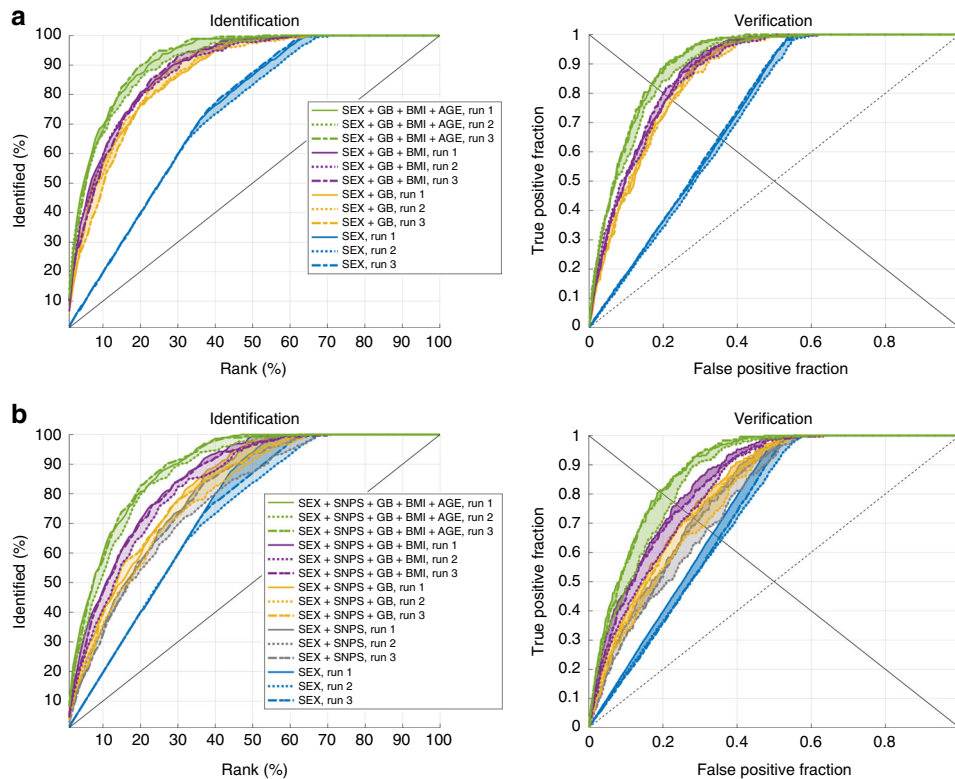 a
Identification
Identified (%)
100
90
80
70
60
50
40
30
20
10
10 20 30 40 50 60 70 80 90 100
Rank (%)
SEX + GB + BMI + AGE, run 1
SEX + GB + BMI + AGE, run 2
SEX + GB + BMI + AGE, run 3
SEX + GB + BMI, run 1
SEX + GB + BMI, run 2
SEX + GB + BMI, run 3
SEX + GB, run 1
SEX + GB, run 2
SEX + GB, run 3
SEX, run 1
SEX, run 2
SEX, run 3
Verification
True positive fraction
1
0.9
0.8
0.7
0.6
0.5
0.4
0.3
0.2
0.1
0
0 0.2 0.4 0.6 0.8
False positive fraction
b
Identification
Identified (%)
100
90
80
70
60
50
40
30
20
10
10 20 30 40 50 60 70 80 90 100
Rank (%)
SEX + SNPS + GB + BMI + AGE, run 1
SEX + SNPS + GB + BMI + AGE, run 2
SEX + SNPS + GB + BMI + AGE, run 3
SEX + SNPS + GB + BMI, run 1
SEX + SNPS + GB + BMI, run 2
SEX + SNPS + GB + BMI, run 3
SEX + SNPS + GB, run 1
SEX + SNPS + GB, run 2
SEX + SNPS + GB, run 3
SEX + SNPS, run 1
SEX + SNPS, run 2
SEX + SNPS, run 3
SEX, run 1
SEX, run 2
SEX, run 3
Verification
True positive fraction
1
0.9
0.8
0.7
0.6
0.5
0.4
0.3
0.2
0.1
0
0 0.2 0.4 0.6 0.8
False positive fraction